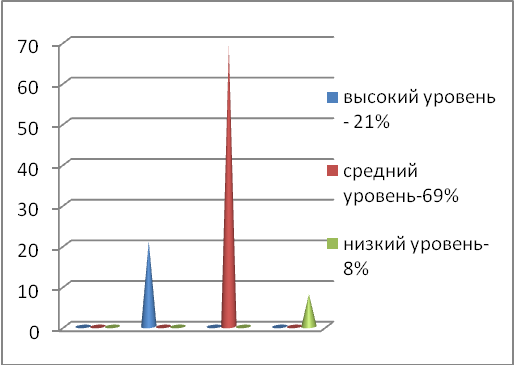 70
60
50
40
30
20
10
0
высокий уровень
- 21%
средний
уровень-69%
низкий уровень-
8%